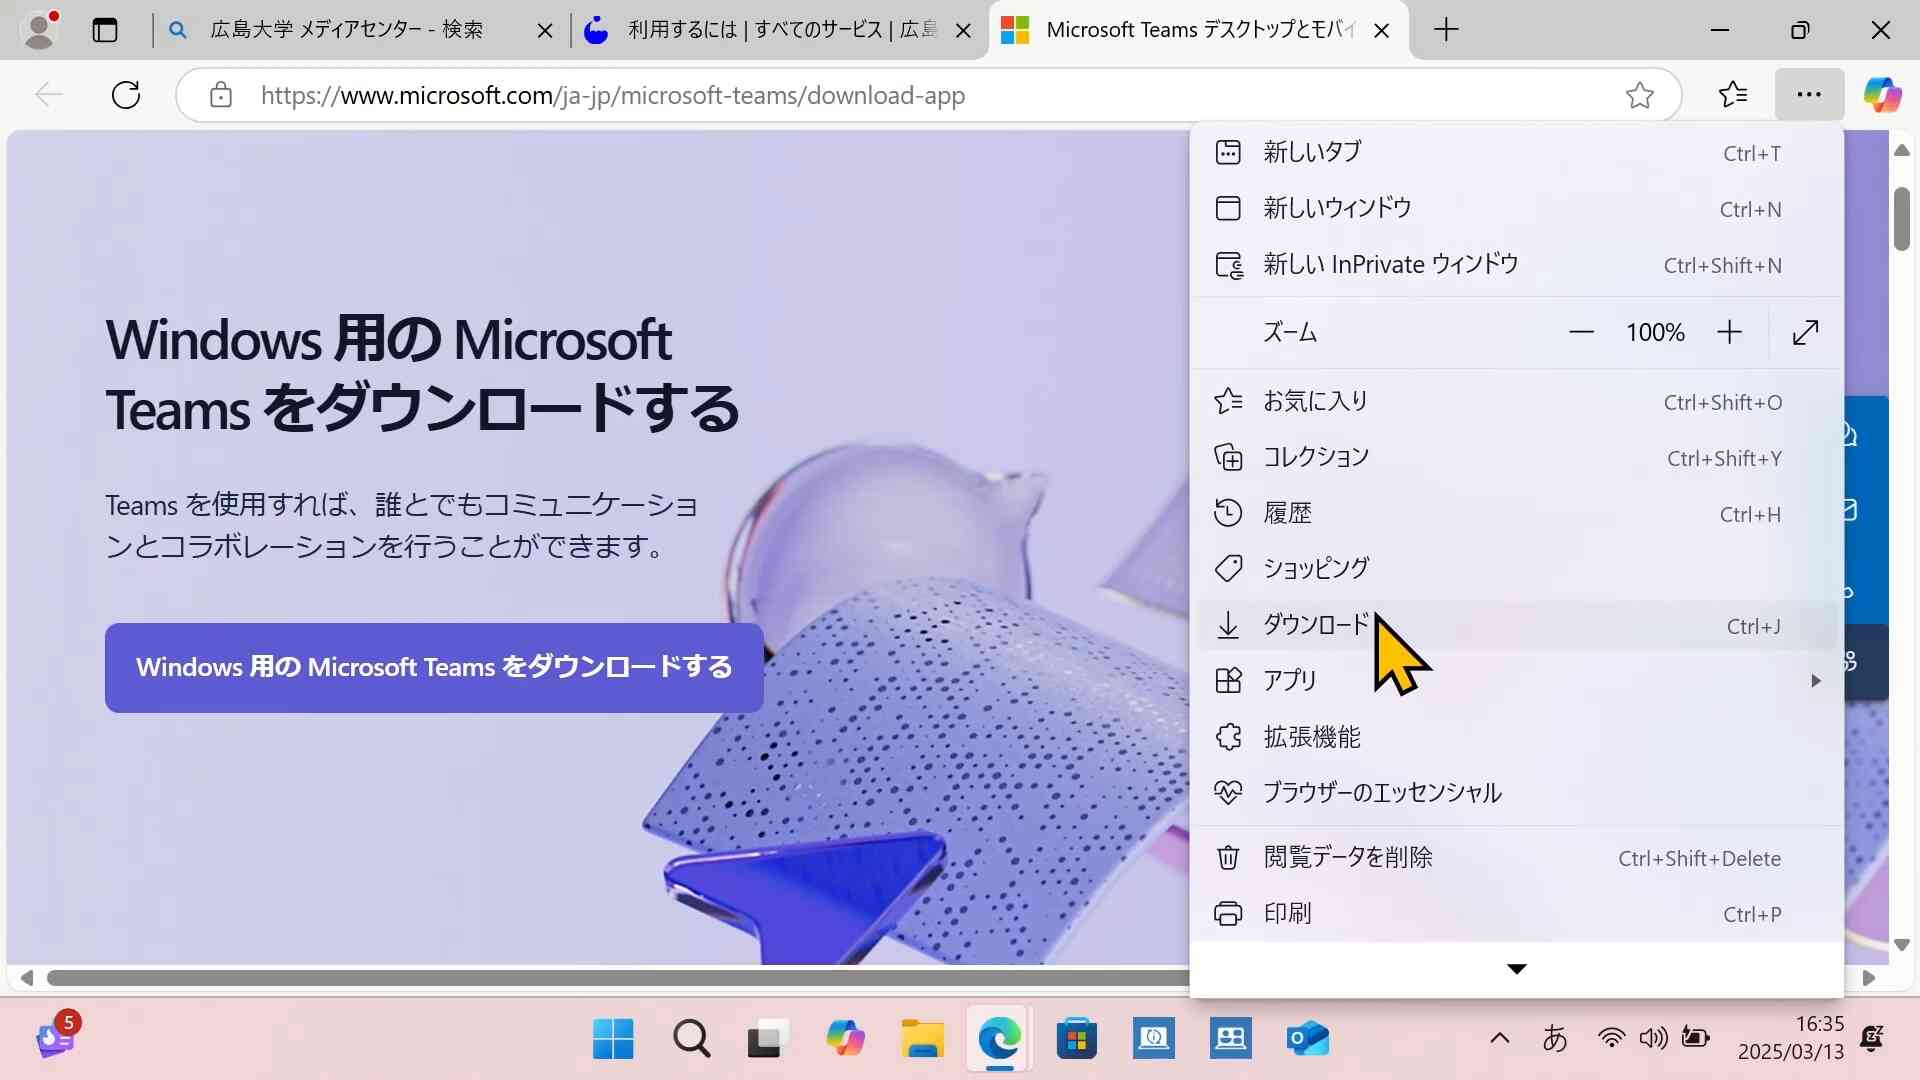 広島大学 メディアセンター - 検索
利用するには | すべてのサービス | 広島
Microsoft Teams デスクトップとモバイ
https://www.microsoft.com/ja-jp/microsoft-teams/download-app
Windows 用の Microsoft
Teams をダウンロードする
Teams を使用すれば、誰とでもコミュニケーショ
ンとコラボレーションを行うことができます。
Windows 用の Microsoft Teams をダウンロードする
新しいタブ Ctrl+T
新しいウィンドウ Ctrl+N
新しい InPrivate ウィンドウ Ctrl+Shift+N
ズーム 100%
お気に入り Ctrl+Shift+O
コレクション Ctrl+Shift+Y
履歴 Ctrl+H
ショッピング
ダウンロード Ctrl+J
アプリ
拡張機能
ブラウザーのエッセンシャル
閲覧データを削除 Ctrl+Shift+Delete
印刷 Ctrl+P
5
あ
16:35
2025/03/13